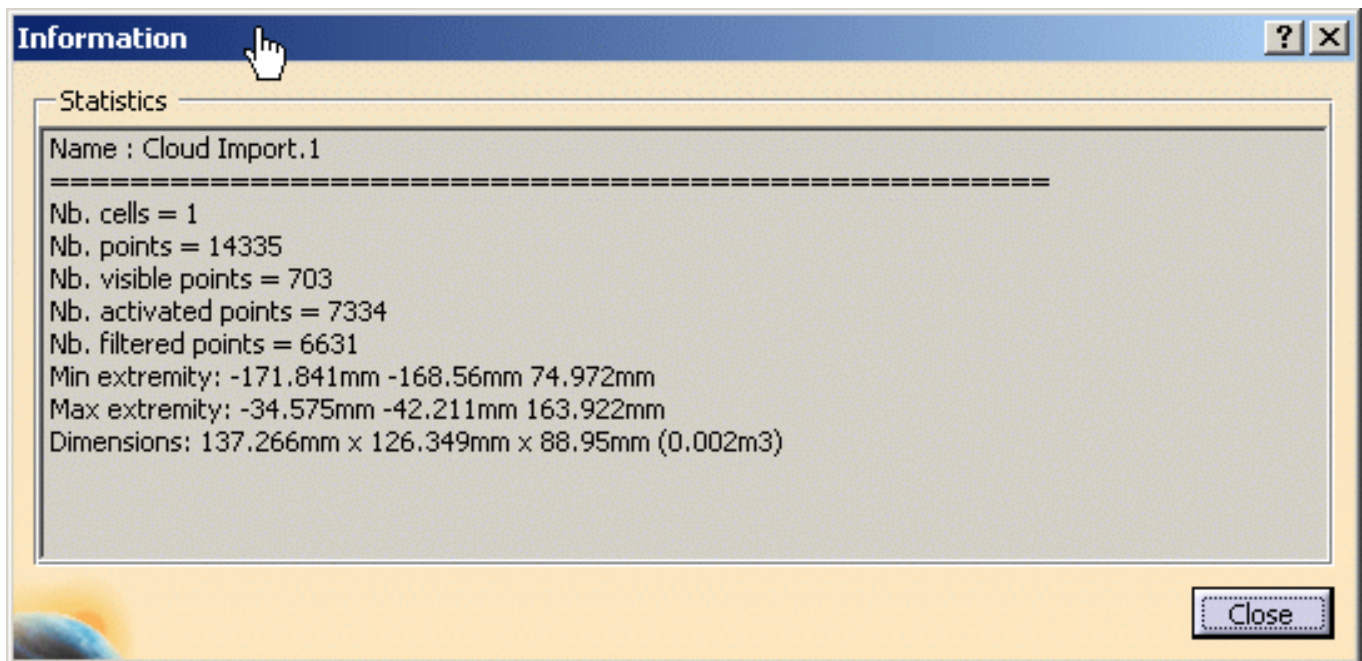 Information
Statistics
Name : Cloud Import.1
==================================================
Nb. cells = 1
Nb. points = 14335
Nb. visible points = 703
Nb. activated points = 7334
Nb. filtered points = 6631
Min extremity: -171.841mm -168.56mm 74.972mm
Max extremity: -34.575mm -42.211mm 163.922mm
Dimensions: 137.266mm x 126.349mm x 88.95mm (0.002m3)
Close